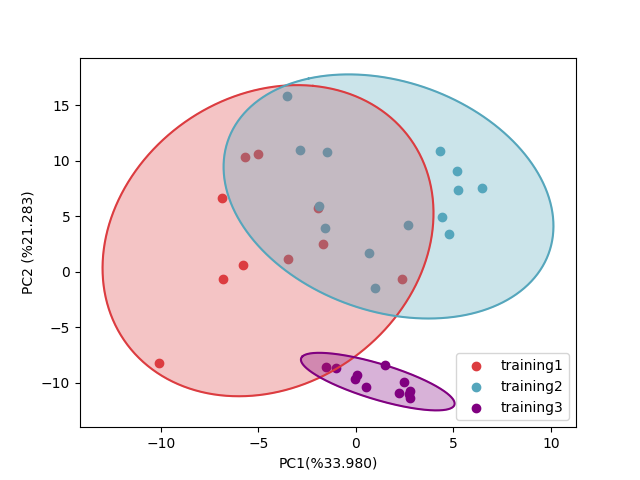 15
10
5
0
−5
−10
PC2 (%21.283)
training1
training2
training3
−10 −5 0 5 10
PC1(%33.980)